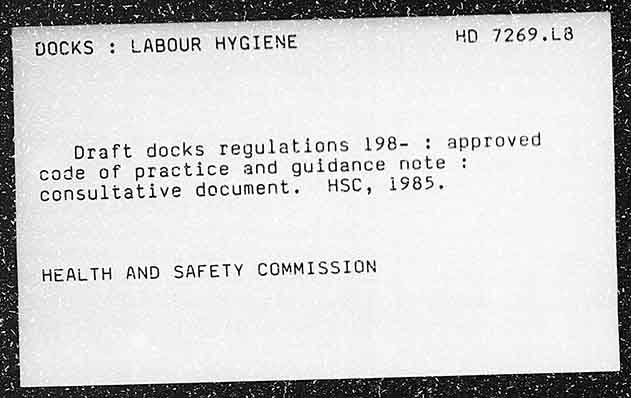 DOCKS : LABOUR HYGIENE HD 7269.L8
Draft docks regulations 198- : approved
code of practice and guidance note :
consultative document. HSC, 1985.
HEALTH AND SAFETY COMMISSION